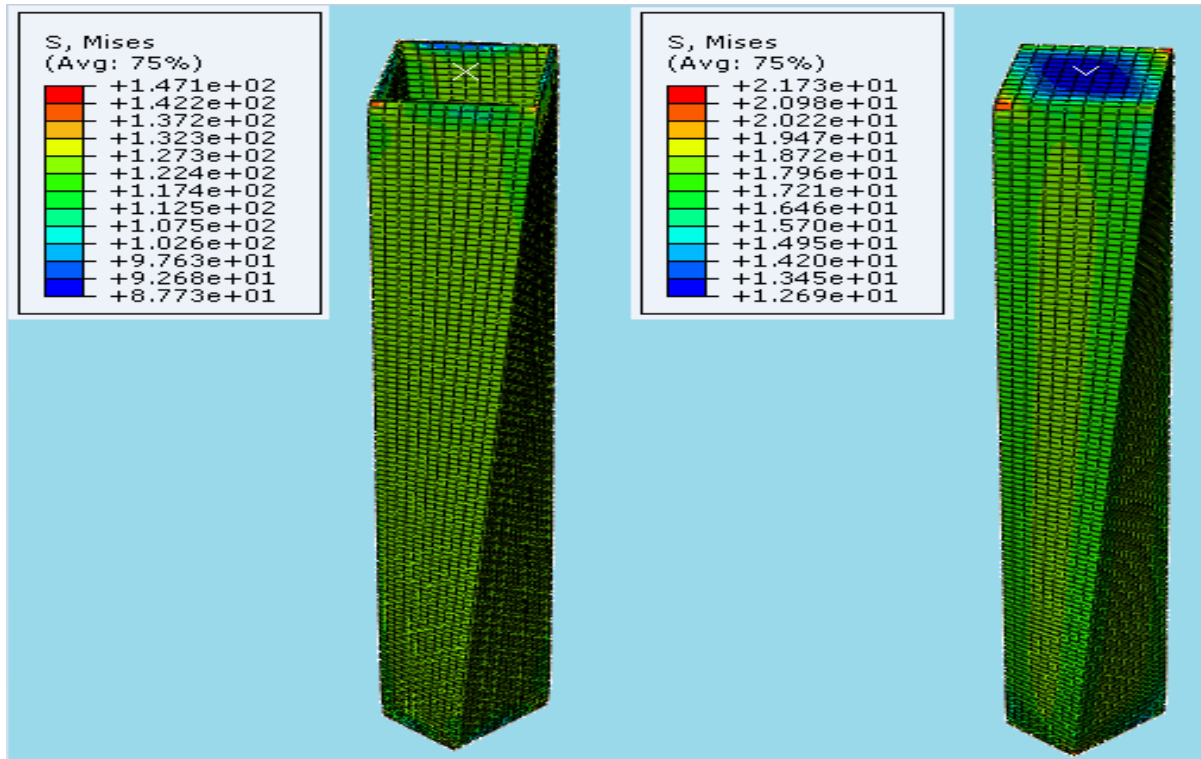 S, Mises
(Avg: 75%)
+1.471e+02
+1.422e+02
+1.372e+02
+1.323e+02
+1.273e+02
+1.224e+02
+1.174e+02
+1.125e+02
+1.075e+02
+1.026e+02
+9.763e+01
+9.268e+01
+8.773e+01
S, Mises
(Avg: 75%)
+2.173e+01
+2.098e+01
+2.022e+01
+1.947e+01
+1.872e+01
+1.796e+01
+1.721e+01
+1.646e+01
+1.570e+01
+1.495e+01
+1.420e+01
+1.345e+01
+1.269e+01